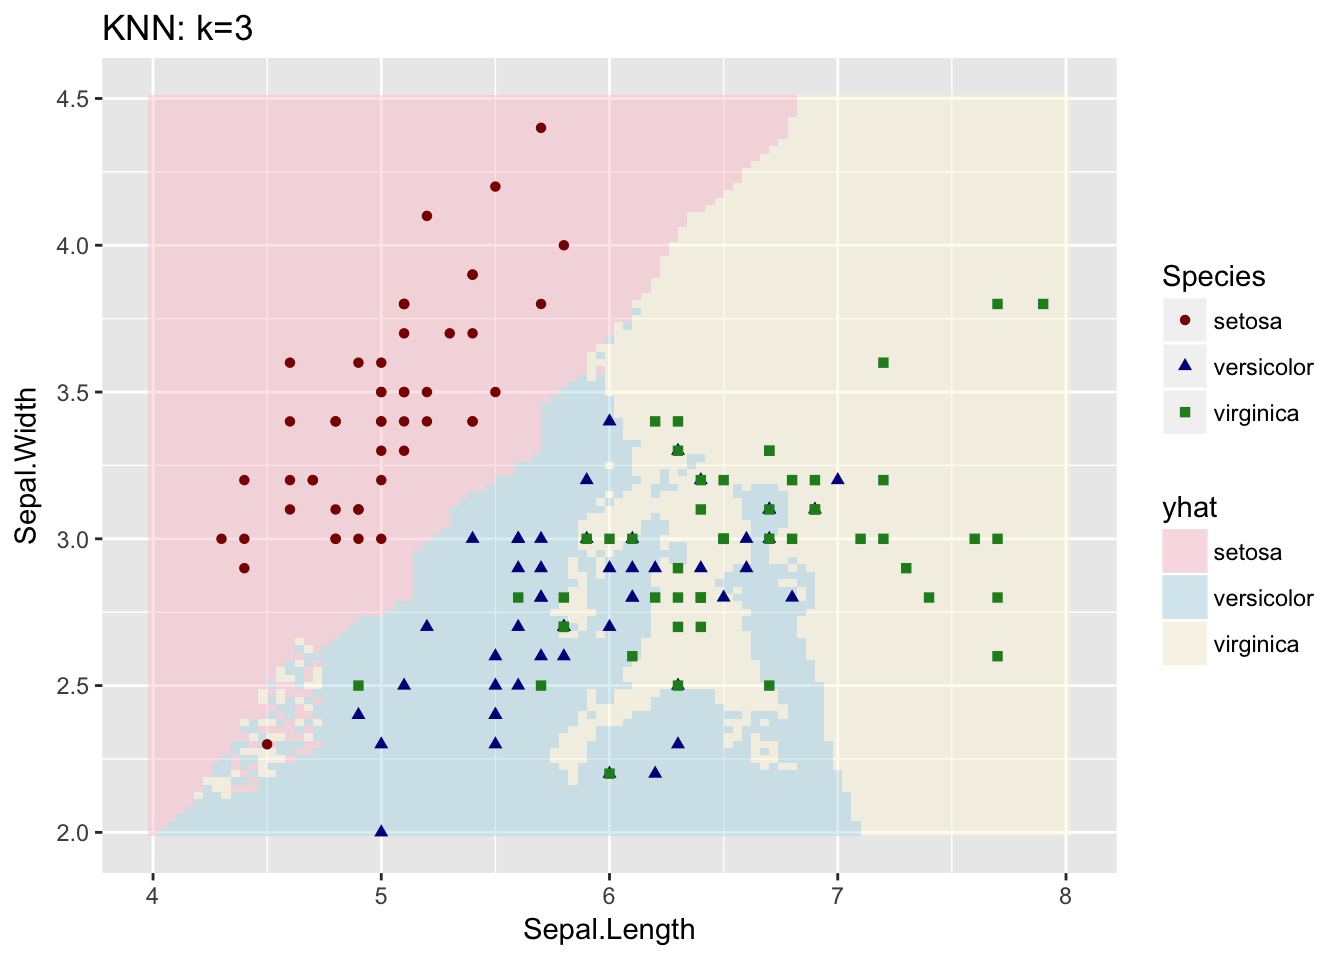 KNN: k=3
4.5
4.0
3.5
3.0
2.5
2.0
Sepal.Width
4 5 6 7 8
Sepal.Length
Species
setosa
versicolor
virginica
yhat
setosa
versicolor
virginica